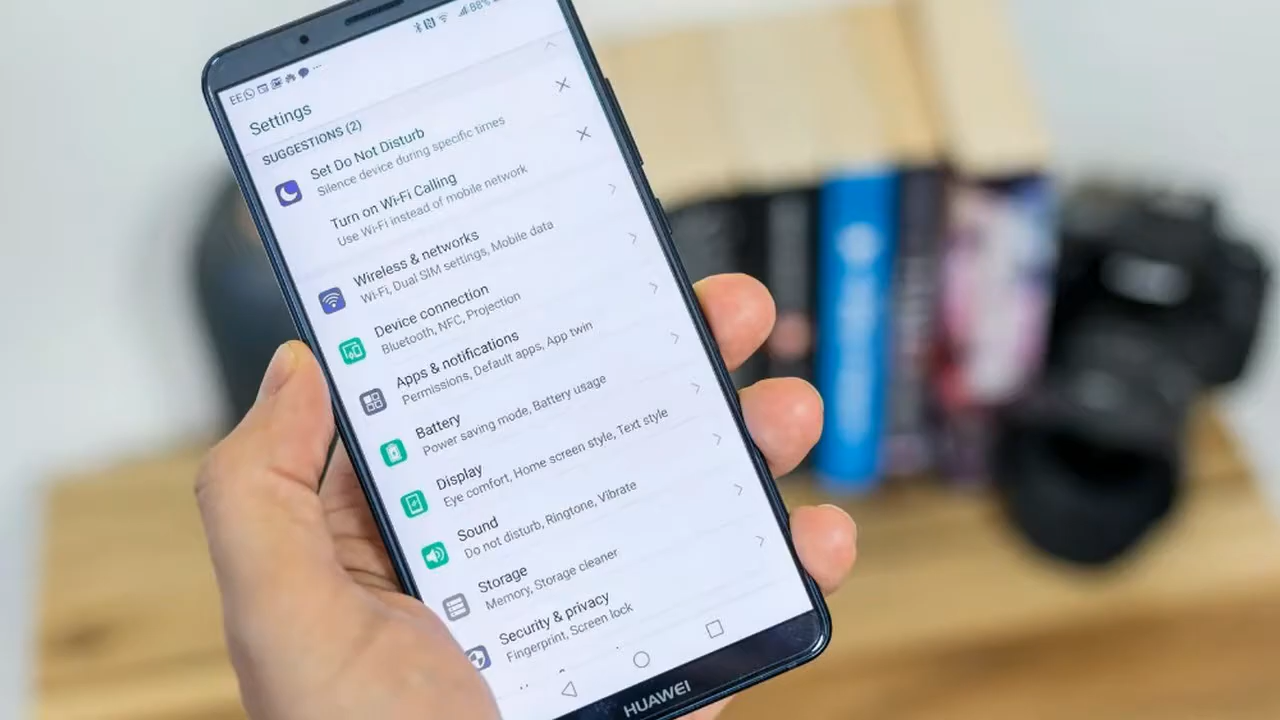 88%
EE
Settings
SUGGESTIONS (2)
Set Do Not Disturb
Silence device during specific times
Turn on Wi-Fi Calling
Use Wi-Fi instead of mobile network
Wireless & networks
Wi-Fi, Dual SIM settings, Mobile data
Device connection
Bluetooth, NFC, Projection
Apps & notifications
Permissions, Default apps, App twin
Battery
Power saving mode, Battery usage
Display
Eye comfort, Home screen style, Text style
Sound
Do not disturb, Ringtone, Vibrate
Storage
Memory, Storage cleaner
Security & privacy
Fingerprint, Screen lock
HUAWEI